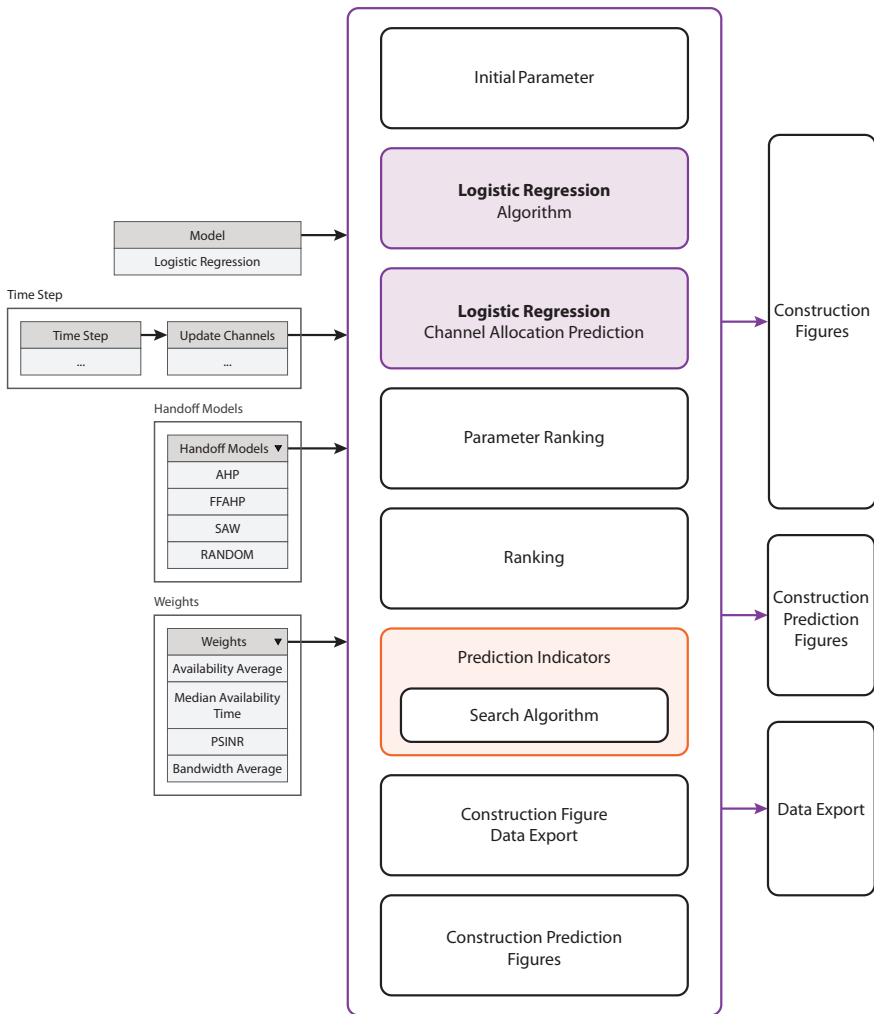 Model
Logistic Regression
Time Step
Time Step
Update Channels
...
...
Handoff Models
Handoff Models
AHP
FFAHP
SAW
RANDOM
Weights
Weights
Availability Average
Median Availability
Time
PSINR
Bandwidth Average
Initial Parameter
Logistic Regression
Algorithm
Logistic Regression
Channel Allocation Prediction
Parameter Ranking
Ranking
Prediction Indicators
Search Algorithm
Construction Figure
Data Export
Construction Prediction
Figures
Construction
Figures
Construction
Prediction
Figures
Data Export